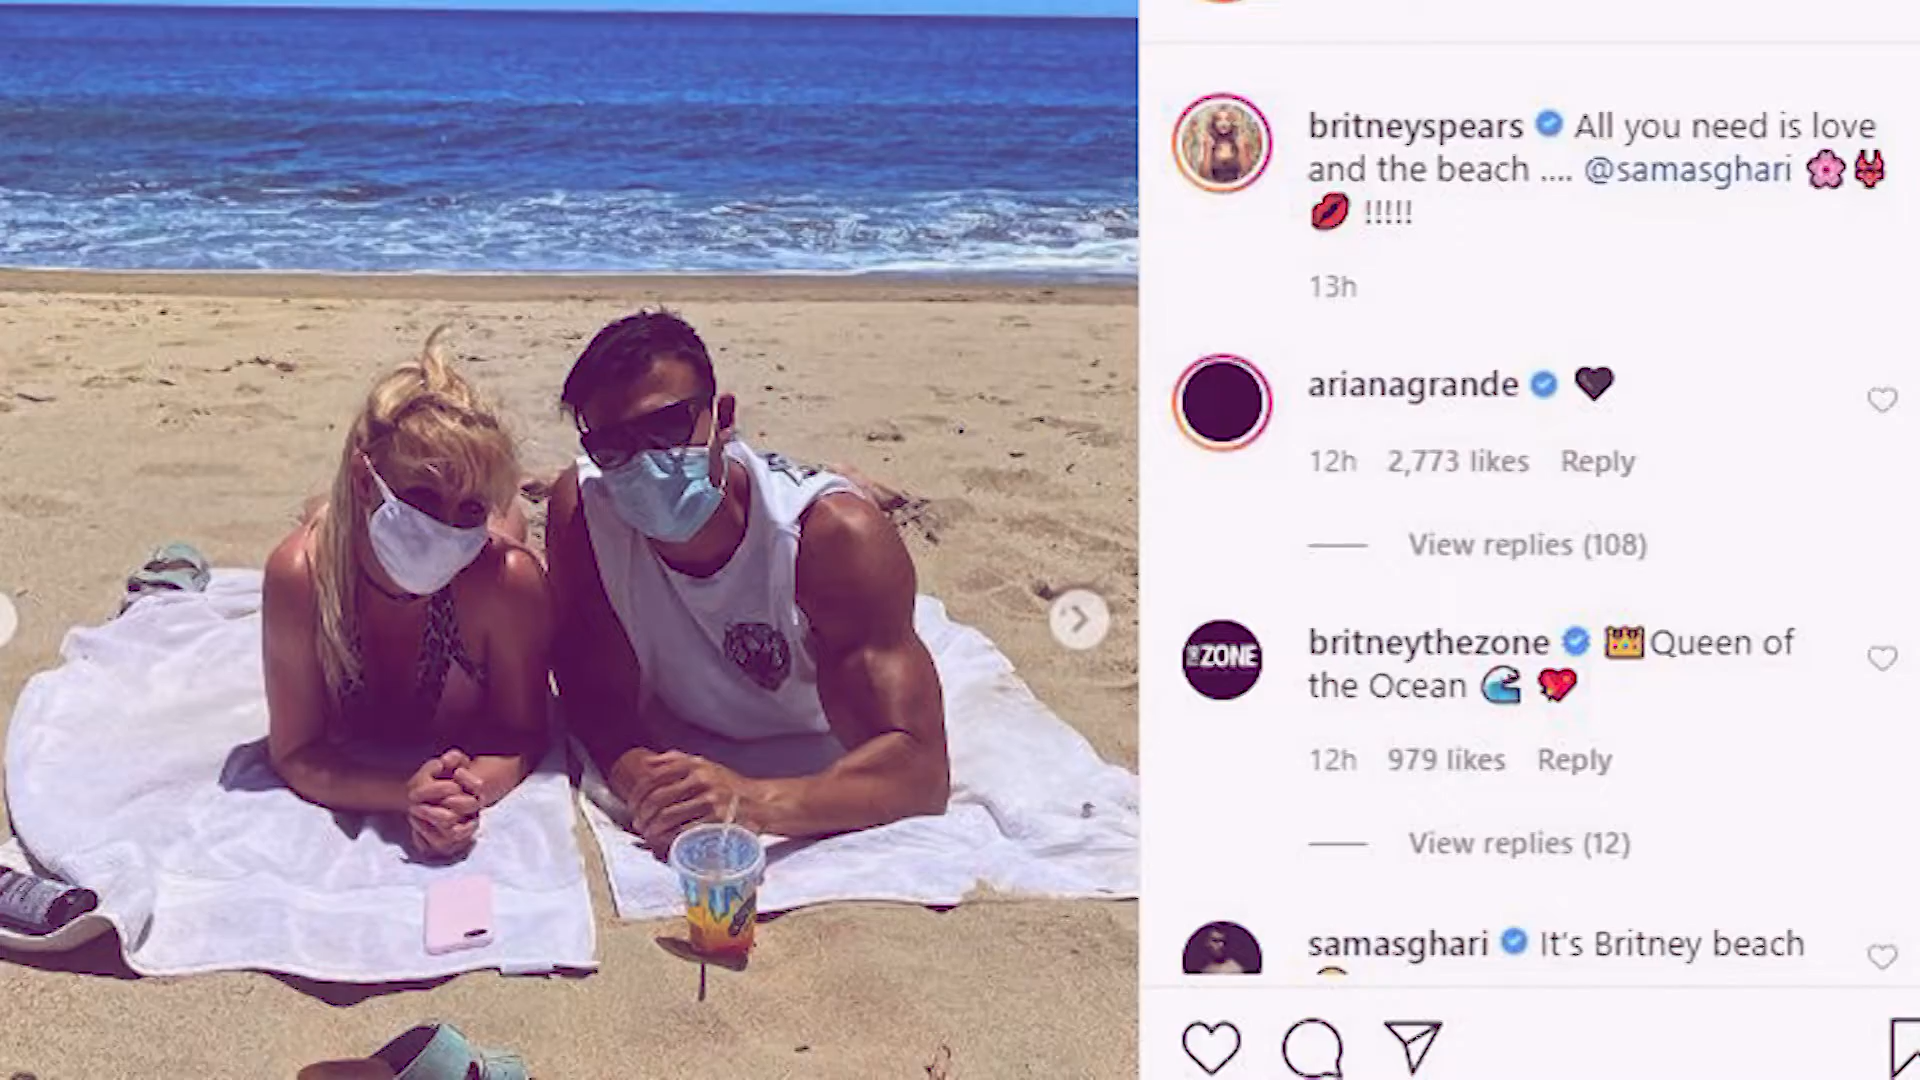 britneyspears All you need is love
and the beach .... @samasghari 🌸👙
💋 !!!!!
13h
arianagrande 🖤
12h 2,773 likes Reply
View replies (108)
ZONE
britneythezone 👑Queen of
the Ocean 🌊 💖
12h 979 likes Reply
View replies (12)
samasghari It's Britney beach